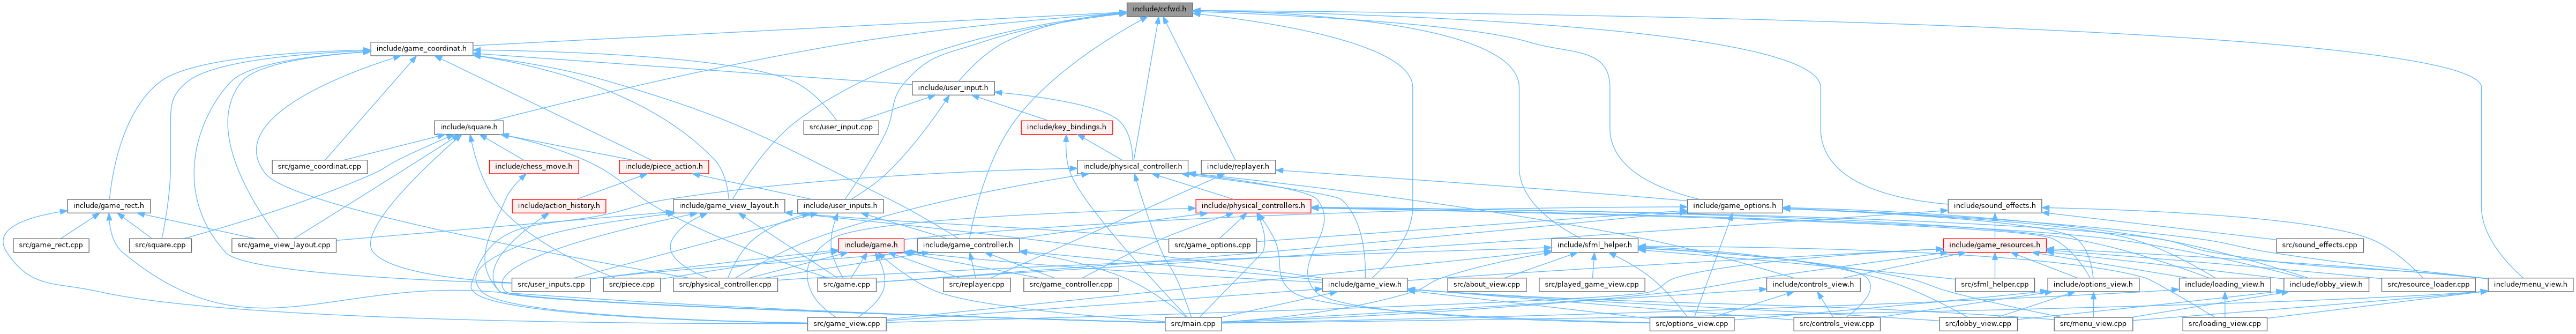 include/ccfwd.h
include/game_coordinat.h
include/user_input.h
include/square.h
src/user_input.cpp
include/key_bindings.h
src/game_coordinat.cpp
include/chess_move.h
include/piece_action.h
include/physical_controller.h
include/replayer.h
include/game_rect.h
include/action_history.h
include/game_view_layout.h
include/user_inputs.h
include/physical_controllers.h
include/game_options.h
include/sound_effects.h
src/game_rect.cpp
src/square.cpp
src/game_view_layout.cpp
include/game.h
include/game_controller.h
src/game_options.cpp
include/sfml_helper.h
include/game_resources.h
src/sound_effects.cpp
src/user_inputs.cpp
src/piece.cpp
src/physical_controller.cpp
src/game.cpp
src/replayer.cpp
src/game_controller.cpp
include/game_view.h
src/about_view.cpp
src/played_game_view.cpp
include/controls_view.h
src/sfml_helper.cpp
include/options_view.h
include/loading_view.h
include/lobby_view.h
src/resource_loader.cpp
include/menu_view.h
src/game_view.cpp
src/main.cpp
src/options_view.cpp
src/controls_view.cpp
src/lobby_view.cpp
src/menu_view.cpp
src/loading_view.cpp